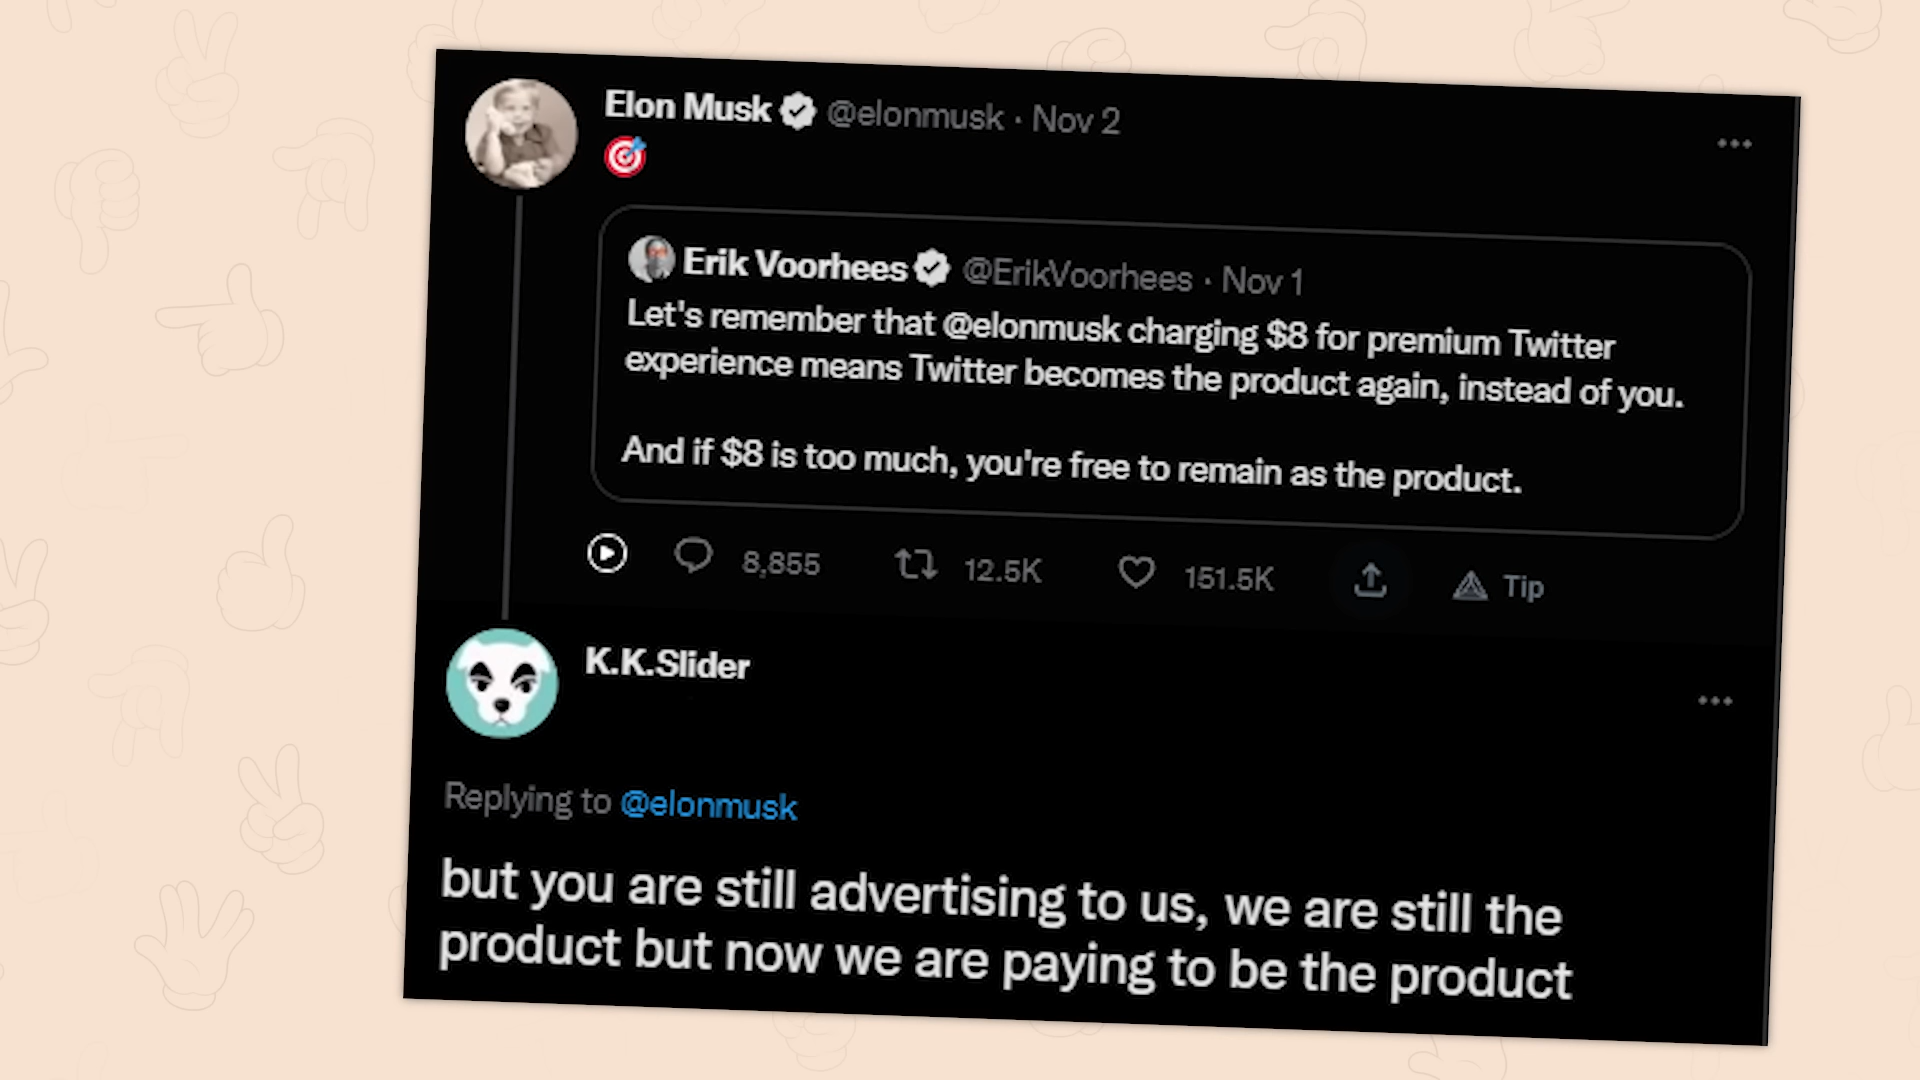 Elon Musk @elonmusk · Nov 2
Erik Voorhees @ErikVoorhees · Nov 1
Let's remember that @elonmusk charging $8 for premium Twitter
experience means Twitter becomes the product again, instead of you.
And if $8 is too much, you're free to remain as the product.
8,855 12.5K 151.5K Tip
K.K.Slider
Replying to @elonmusk
but you are still advertising to us, we are still the
product but now we are paying to be the product